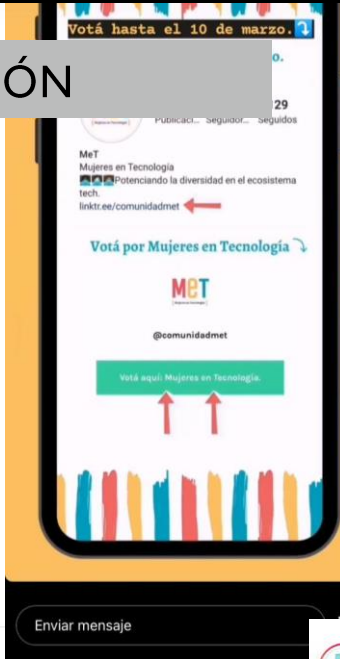 Votá hasta el 10 de marzo.
ÓN
o.
29
Publicaci... Seguidor... Seguidos
MeT
Mujeres en Tecnología
Potenciando la diversidad en el ecosistema
tech.
linktr.ee/comunidadmet
Votá por Mujeres en Tecnología
MeT
@comunidadmet
Votá aquí: Mujeres en Tecnología.
Enviar mensaje